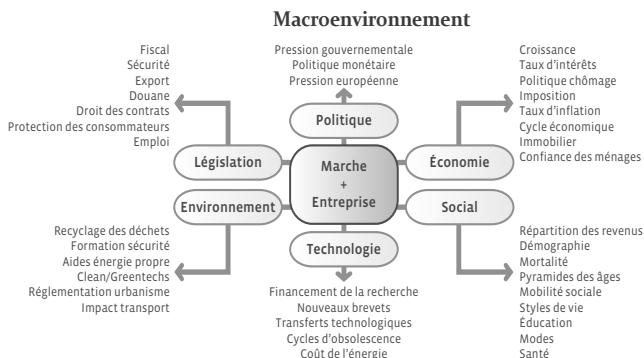 Macroenvironnement
Fiscal
Sécurité
Export
Douane
Droit des contrats
Protection des consommateurs
Emploi
Pression gouvernementale
Politique monétaire
Pression européenne
Croissance
Taux d'intérêts
Politique chômage
Imposition
Taux d'inflation
Cycle économique
Immobilier
Confiance des ménages
Politique
Législation
Marche
+
Entreprise
Économie
Environnement
Social
Technologie
Recyclage des déchets
Formation sécurité
Aides énergie propre
Clean/Greentechs
Réglementation urbanisme
Impact transport
Financement de la recherche
Nouveaux brevets
Transferts technologiques
Cycles d'obsolescence
Coût de l'énergie
Répartition des revenus
Démographie
Mortalité
Pyramides des âges
Mobilité sociale
Styles de vie
Éducation
Modes
Santé